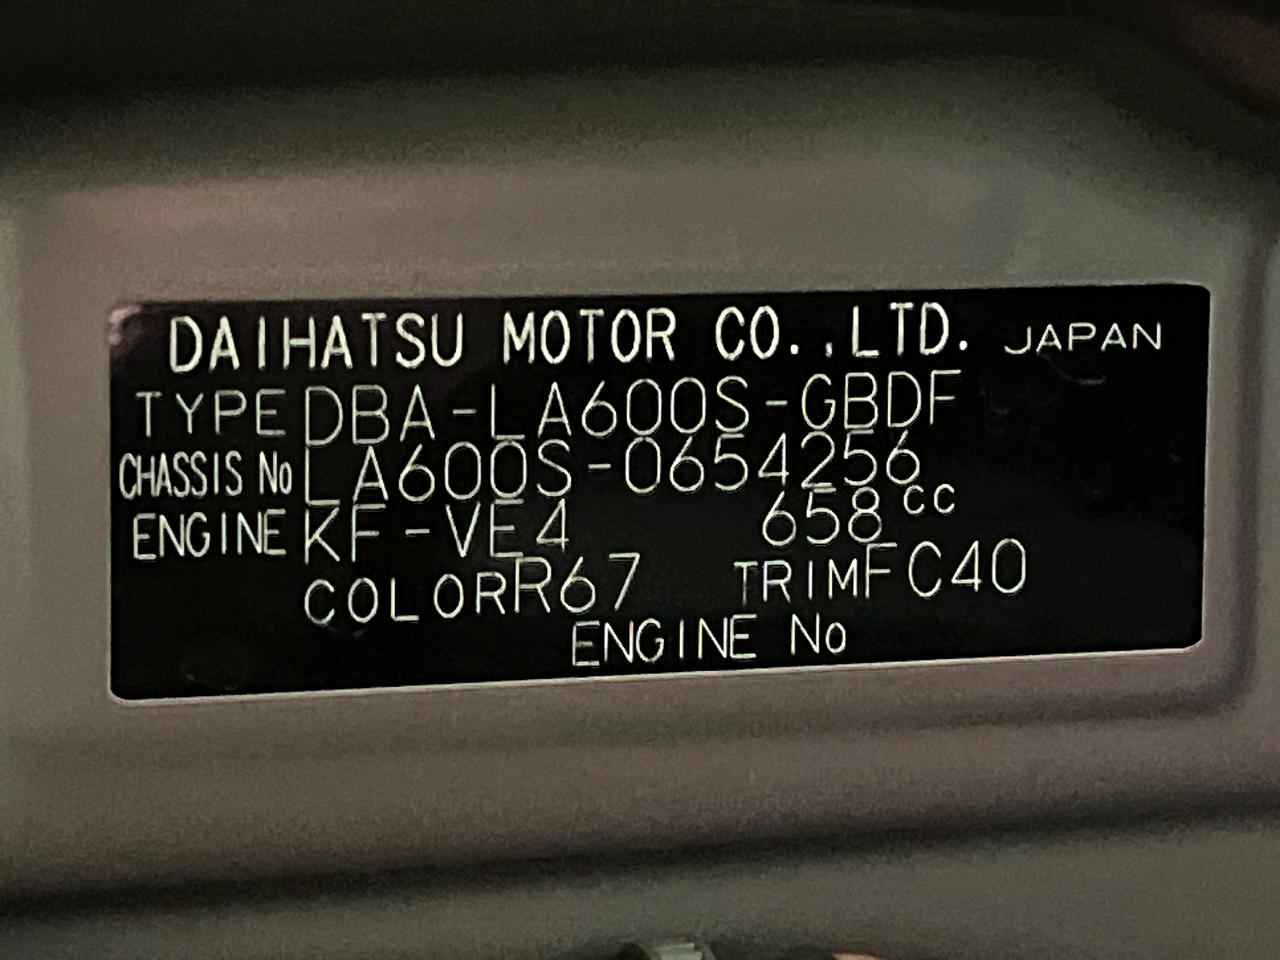 DAIHATSU MOTOR CO.,LTD. JAPAN
TYPE DBA-LA600S-GBDF
CHASSIS No LA600S-0654256
ENGINE KF-VE4 658cc
COLOR R67 TRIM FC40
ENGINE No